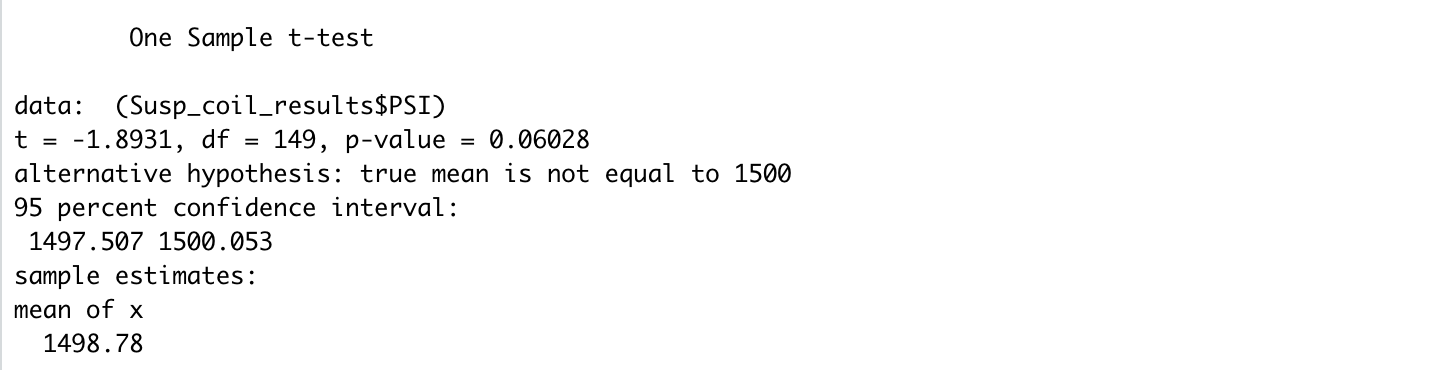 One Sample t-test
data:  (Susp_coil_results$PSI)
t = -1.8931, df = 149, p-value = 0.06028
alternative hypothesis: true mean is not equal to 1500
95 percent confidence interval:
1497.507 1500.053
sample estimates:
mean of x
1498.78